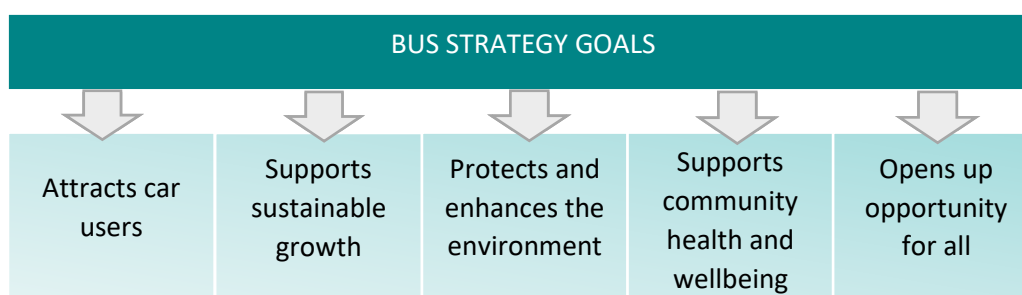 BUS STRATEGY GOALS
Attracts car
users
Supports
sustainable
growth
Protects and
enhances the
environment
Supports
community
health and
wellbeing
Opens up
opportunity
for all